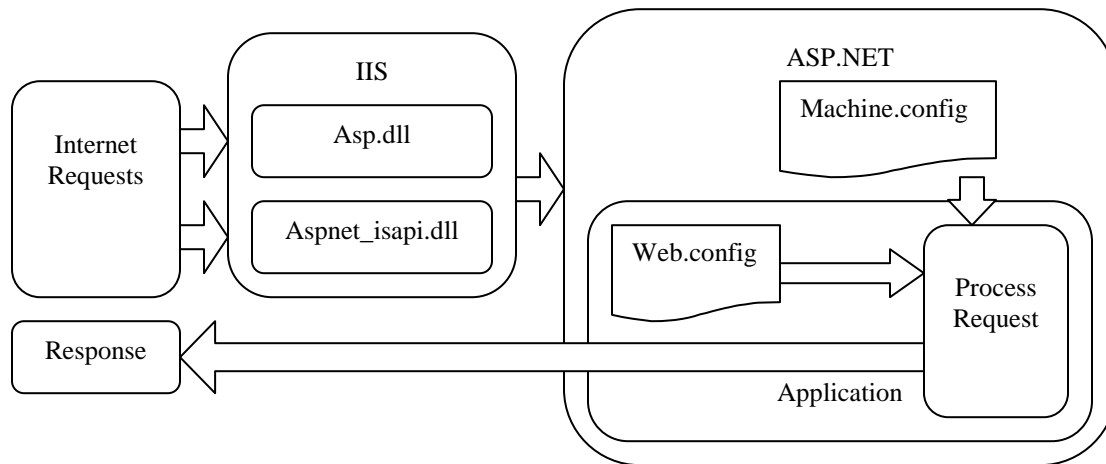 Internet
Requests
IIS
Asp.dll
Aspnet_isapi.dll
ASP.NET
Machine.config
Web.config
Process
Request
Application
Response